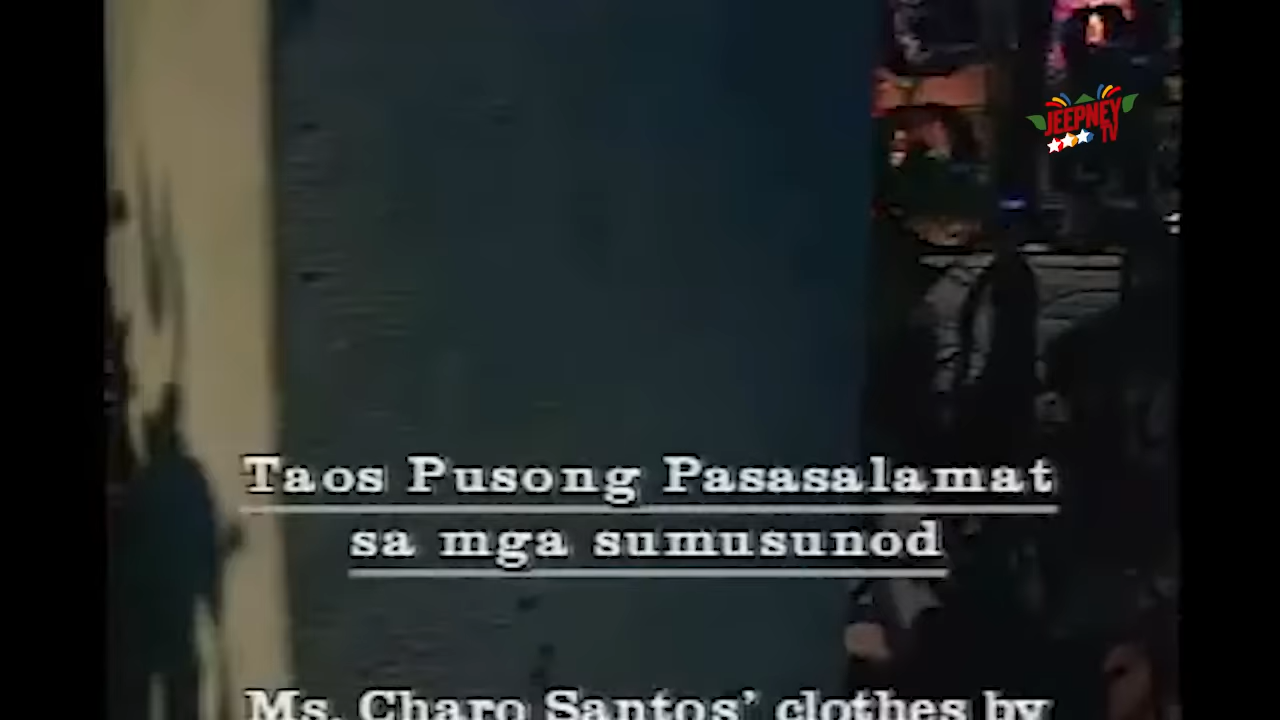 JEEPNEY
TV
Taos Pusong Pasasalamat
sa mga sumusunod
Ms. Charo Santos' clothes by